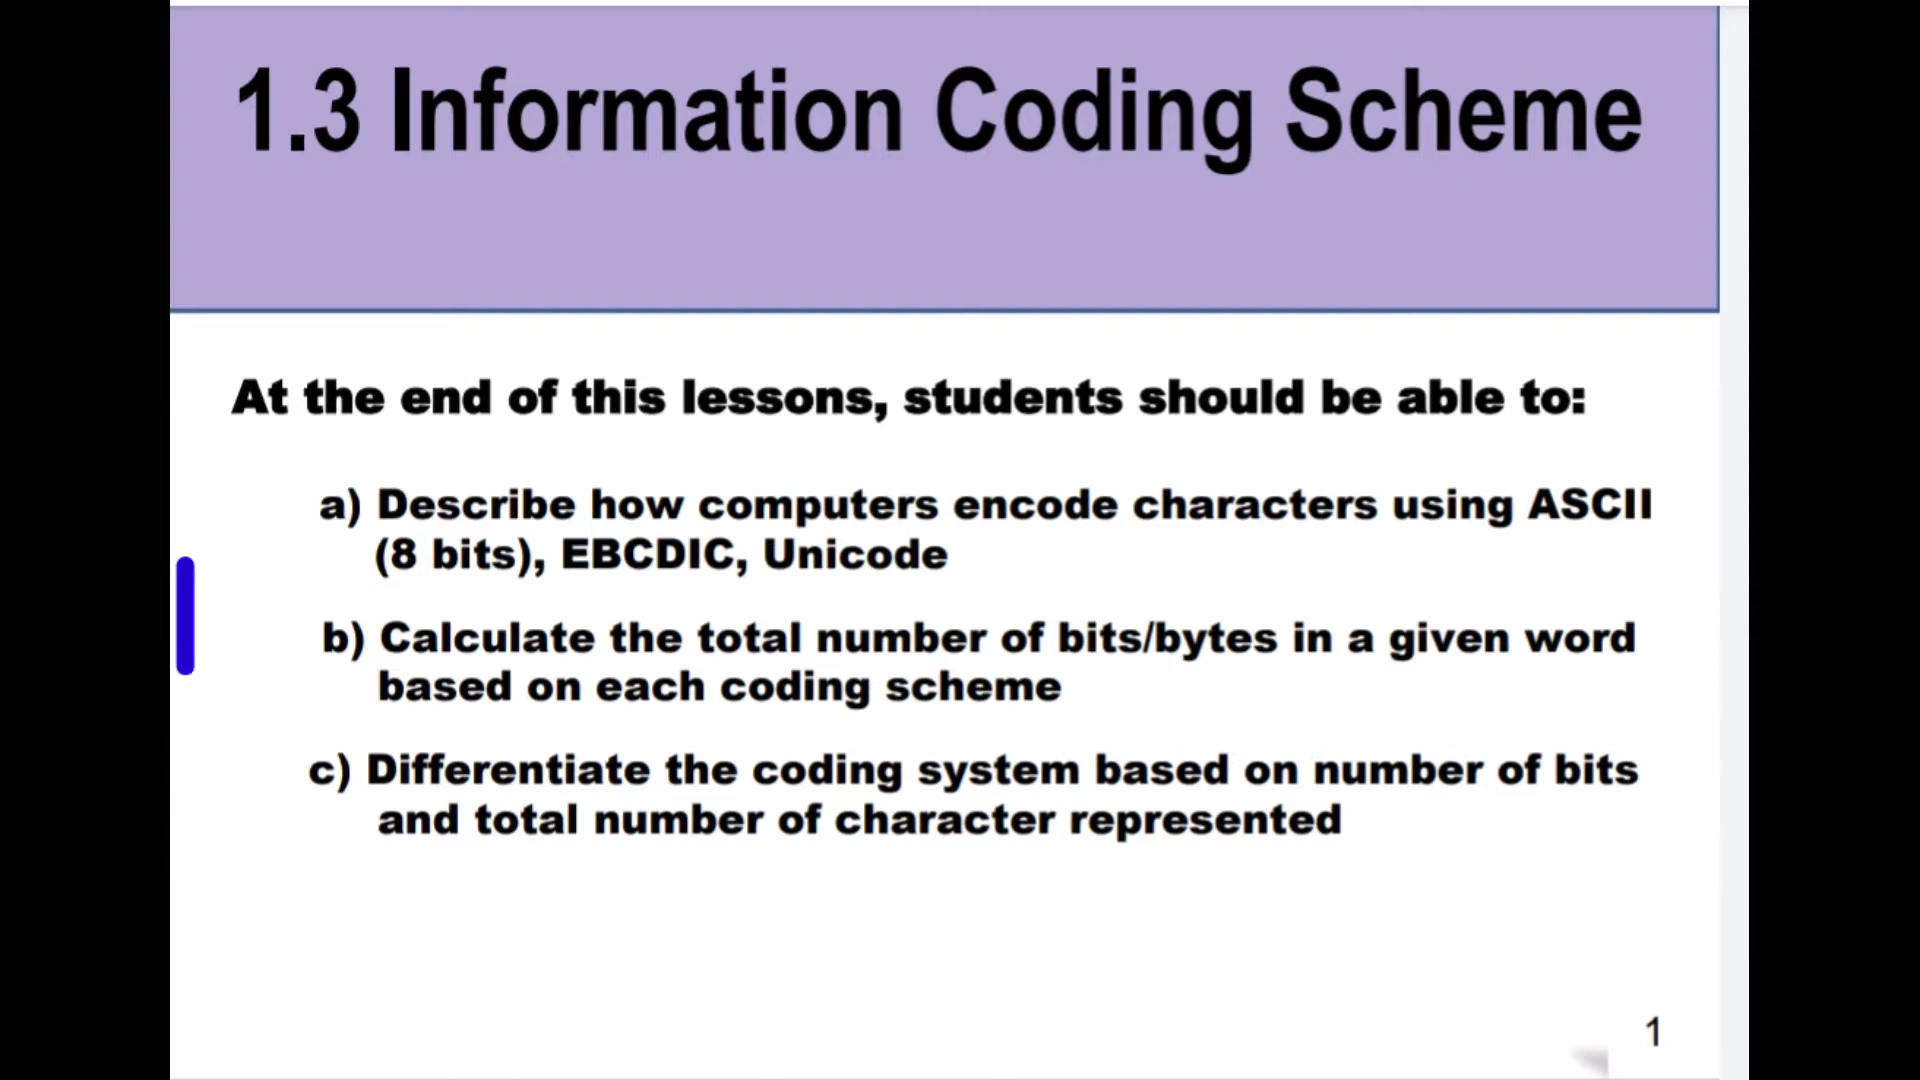 1.3 Information Coding Scheme
At the end of this lessons, students should be able to:
a) Describe how computers encode characters using ASCII
(8 bits), EBCDIC, Unicode
b) Calculate the total number of bits/bytes in a given word
based on each coding scheme
c) Differentiate the coding system based on number of bits
and total number of character represented
1